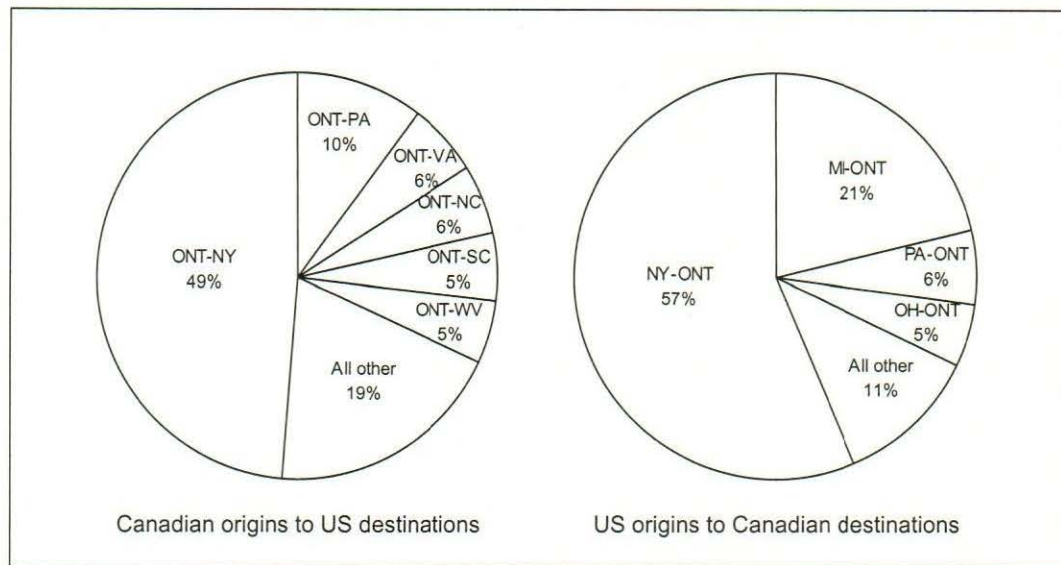 ONT-PA
10%
ONT-VA
6%
ONT-NC
6%
ONT-SC
5%
ONT-WV
5%
All other
19%
ONT-NY
49%
Canadian origins to US destinations
MI-ONT
21%
PA-ONT
6%
OH-ONT
5%
All other
11%
NY-ONT
57%
US origins to Canadian destinations